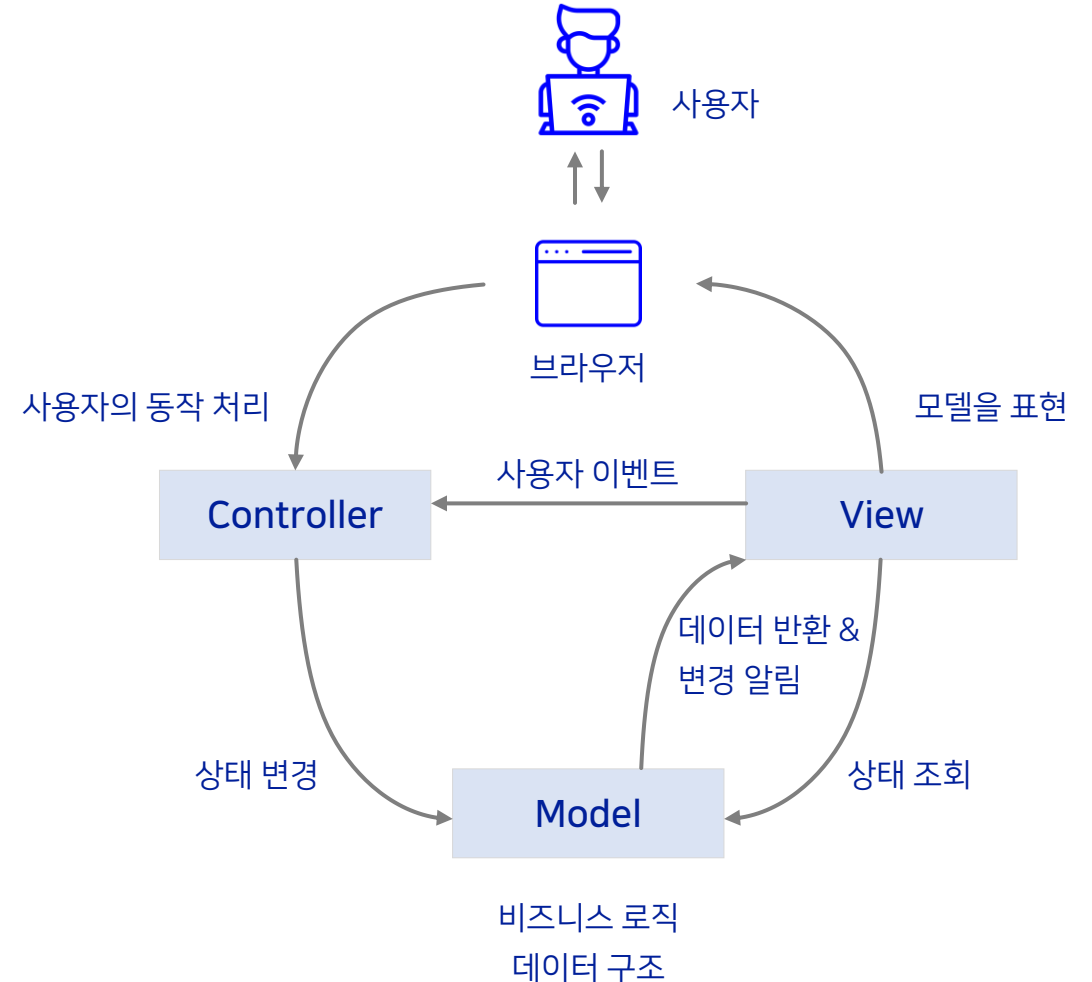 사용자
브라우저
사용자의 동작 처리
모델을 표현
사용자 이벤트
Controller
View
데이터 반환 &
변경 알림
상태 변경
상태 조회
Model
비즈니스 로직
데이터 구조